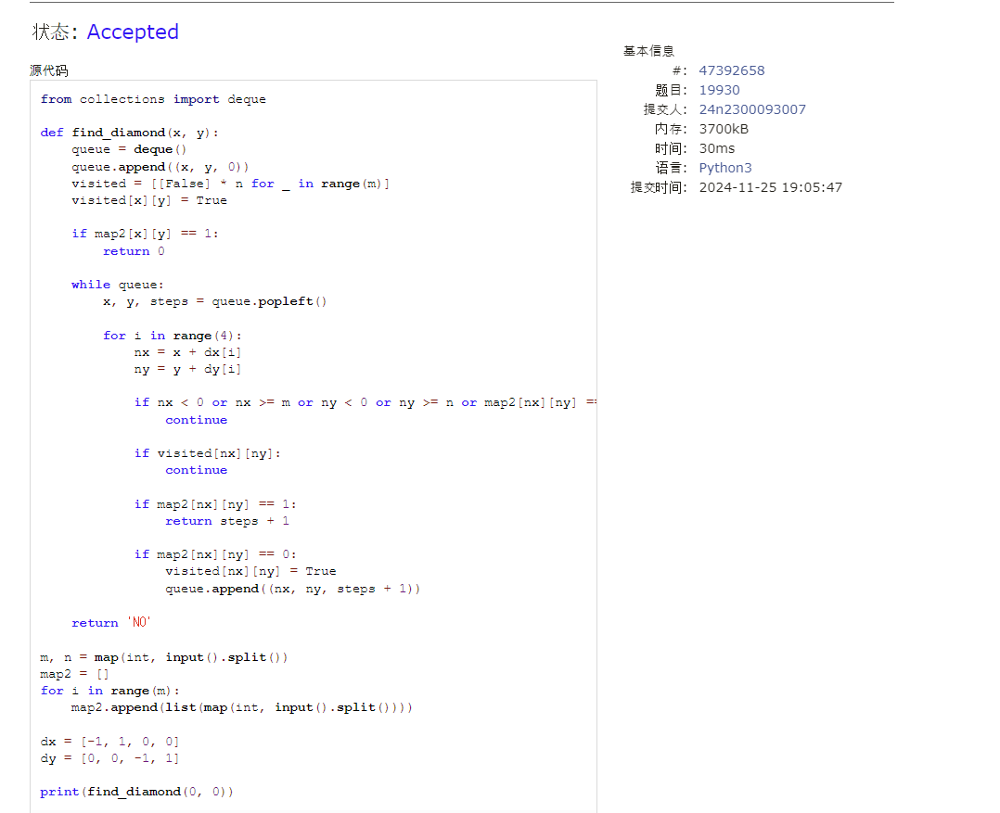 状态: Accepted
源代码
from collections import deque
def find_diamond(x, y):
queue = deque()
queue.append((x, y, 0))
visited = [[False] * n for _ in range(m)]
visited[x][y] = True
if map2[x][y] == 1:
return 0
while queue:
x, y, steps = queue.popleft()
for i in range(4):
nx = x + dx[i]
ny = y + dy[i]
if nx < 0 or nx >= m or ny < 0 or ny >= n or map2[nx][ny] ==
continue
if visited[nx][ny]:
continue
if map2[nx][ny] == 1:
return steps + 1
if map2[nx][ny] == 0:
visited[nx][ny] = True
queue.append((nx, ny, steps + 1))
return 'NO'
m, n = map(int, input().split())
map2 = []
for i in range(m):
map2.append(list(map(int, input().split())))
dx = [-1, 1, 0, 0]
dy = [0, 0, -1, 1]
print(find_diamond(0, 0))
基本信息
#: 47392658
题目: 19930
提交人: 24n2300093007
内存: 3700kB
时间: 30ms
语言: Python3
提交时间: 2024-11-25 19:05:47